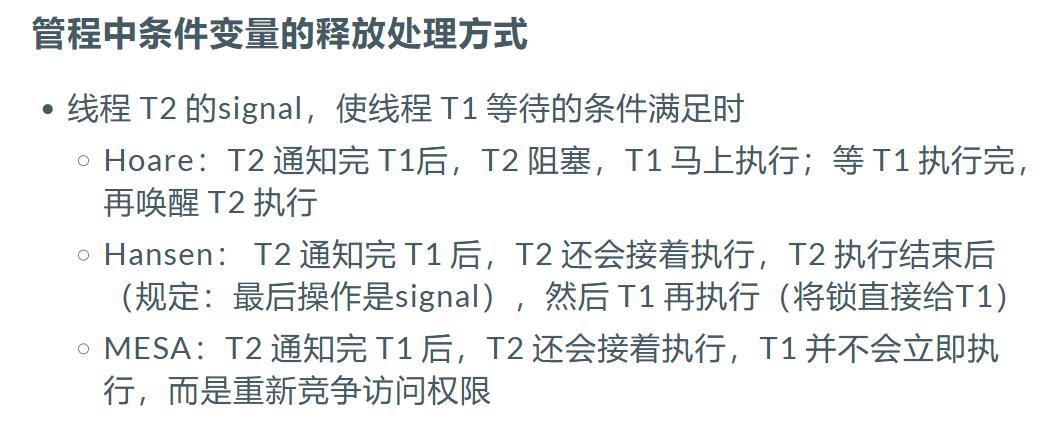 管程中条件变量的释放处理方式
• 线程 T2 的signal，使线程 T1 等待的条件满足时
○ Hoare：T2 通知完 T1后，T2 阻塞，T1 马上执行；等 T1 执行完，
再唤醒 T2 执行
○ Hansen： T2 通知完 T1 后，T2 还会接着执行，T2 执行结束后
（规定：最后操作是signal），然后 T1 再执行（将锁直接给T1）
○ MESA：T2 通知完 T1 后，T2 还会接着执行，T1 并不会立即执
行，而是重新竞争访问权限